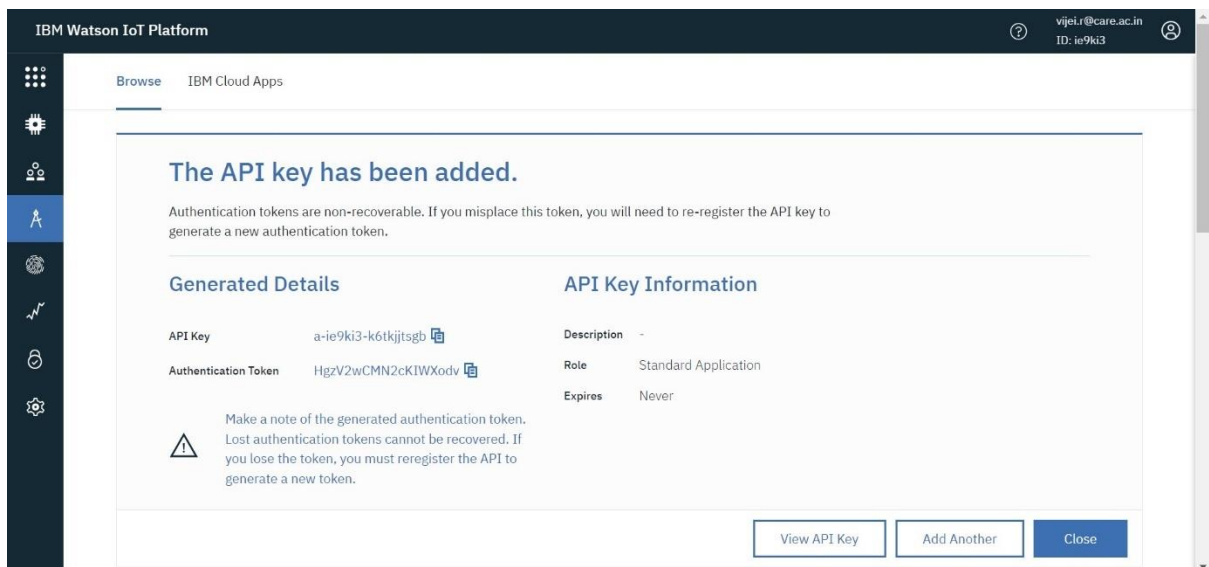 IBM Watson IoT Platform
vijei.r@care.ac.in
ID: ie9ki3
Browse IBM Cloud Apps
The API key has been added.
Authentication tokens are non-recoverable. If you misplace this token, you will need to re-register the API key to
generate a new authentication token.
Generated Details
API Key a-ie9ki3-k6tkjjtsgb
Authentication Token HgzV2wCMN2cKIWXodv
Make a note of the generated authentication token.
Lost authentication tokens cannot be recovered. If
you lose the token, you must reregister the API to
generate a new token.
API Key Information
Description -
Role Standard Application
Expires Never
View API Key Add Another Close